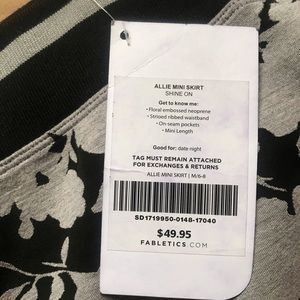 ALLIE MINI SKIRT
SHINE ON
Get to know me:
• Floral embossed neoprene
• Striped ribbed waistband
• On-seam pockets
• Mini Length
Good for: date night
TAG MUST REMAIN ATTACHED
FOR EXCHANGES & RETURNS
ALLIE MINI SKIRT | M/6-8
SD1719950-0148-17040
$49.95
FABLETICS.COM